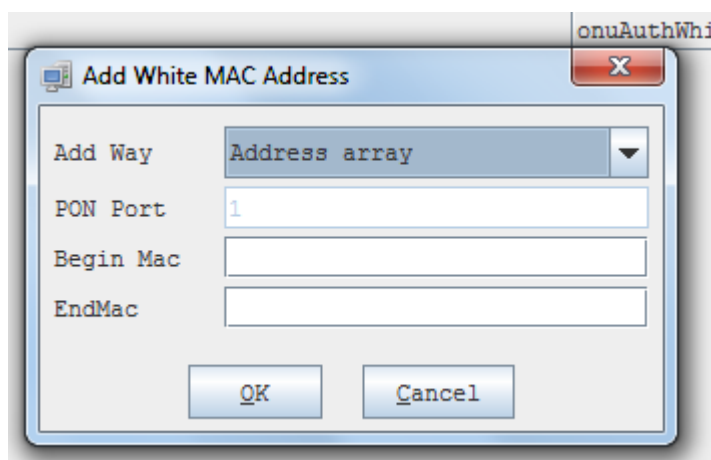 onuAuthWhi
Add White MAC Address
Add Way Address array
PON Port 1
Begin Mac
EndMac
OK Cancel